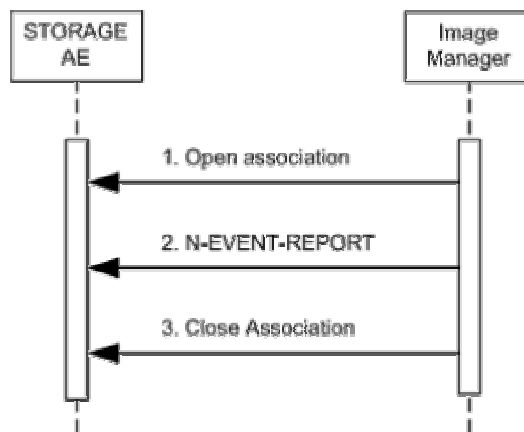 STORAGE
AE
Image
Manager
1. Open association
2. N-EVENT-REPORT
3. Close Association